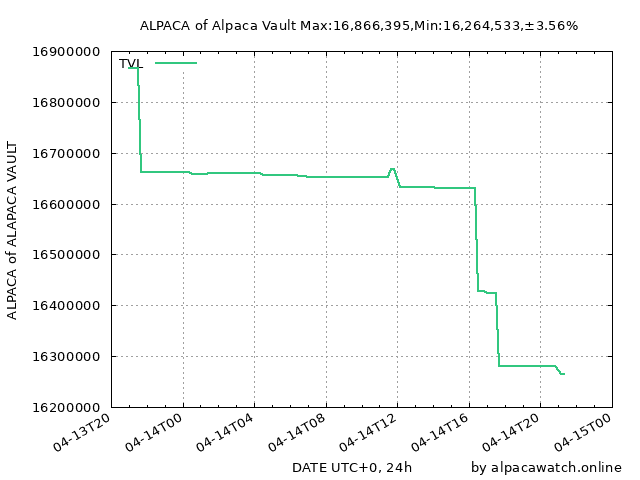 ALPACA of Alpaca Vault Max:16,866,395,Min:16,264,533,±3.56%
TVL
16900000
16800000
16700000
16600000
16500000
16400000
16300000
16200000
ALPACA of ALAPACA VAULT
04-13T20
04-14T00
04-14T04
04-14T08
04-14T12
04-14T16
04-14T20
04-15T00
DATE UTC+0, 24h
by alpacawatch.online